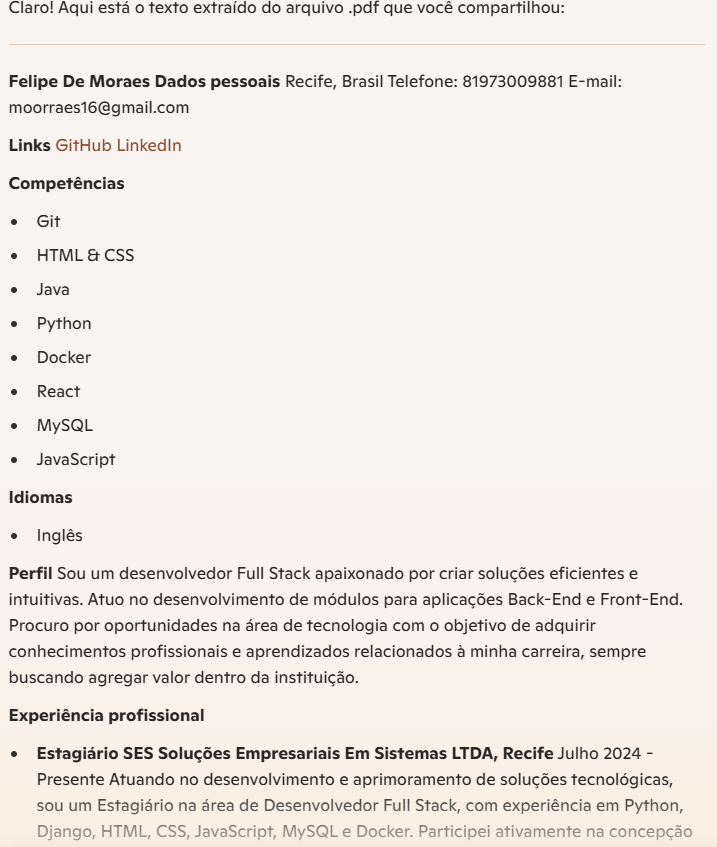 Claro! Aqui está o texto extraído do arquivo .pdf que você compartilhou:
Felipe De Moraes Dados pessoais Recife, Brasil Telefone: 81973009881 E-mail:
moorraes16@gmail.com
Links GitHub LinkedIn
Competências
• Git
• HTML & CSS
• Java
• Python
• Docker
• React
• MySQL
• JavaScript
Idiomas
• Inglês
Perfil Sou um desenvolvedor Full Stack apaixonado por criar soluções eficientes e
intuitivas. Atuo no desenvolvimento de módulos para aplicações Back-End e Front-End.
Procuro por oportunidades na área de tecnologia com o objetivo de adquirir
conhecimentos profissionais e aprendizados relacionados à minha carreira, sempre
buscando agregar valor dentro da instituição.
Experiência profissional
• Estagiário SES Soluções Empresariais Em Sistemas LTDA, Recife Julho 2024 -
Presente Atuando no desenvolvimento e aprimoramento de soluções tecnológicas,
sou um Estagiário na área de Desenvolvedor Full Stack, com experiência em Python,
Django, HTML, CSS, JavaScript, MySQL e Docker. Participei ativamente na concepção